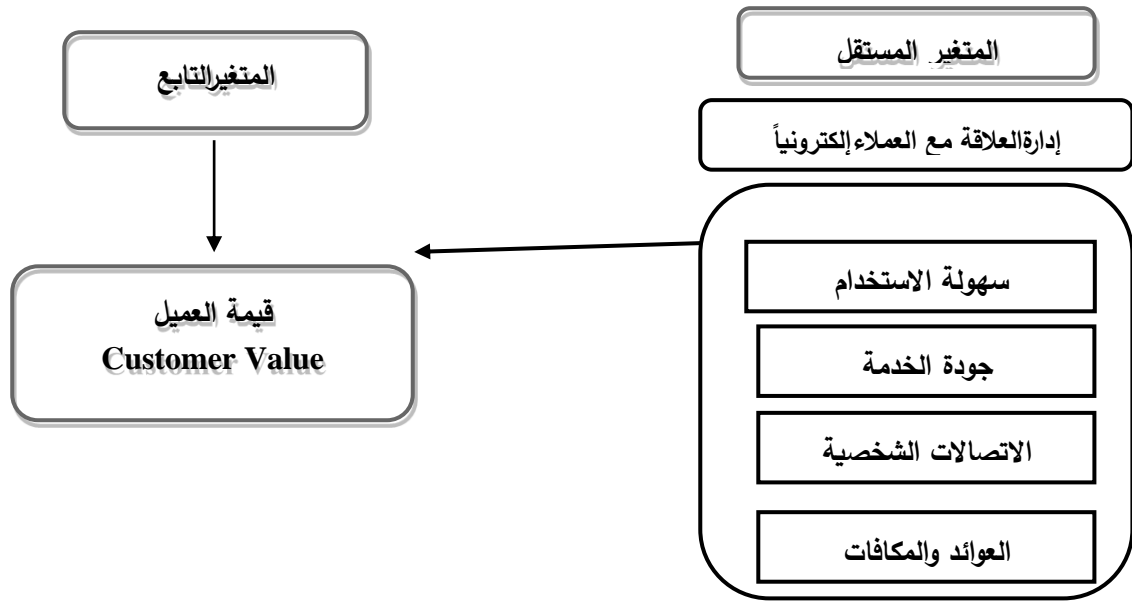 المتغير المستقل
إدارةالعلاقة مع العملاءإلكترونياً
سهولة الاستخدام
جودة الخدمة
الاتصالات الشخصية
العوائد والمكافات
المتغيرالتابع
قيمة العميل
Customer Value